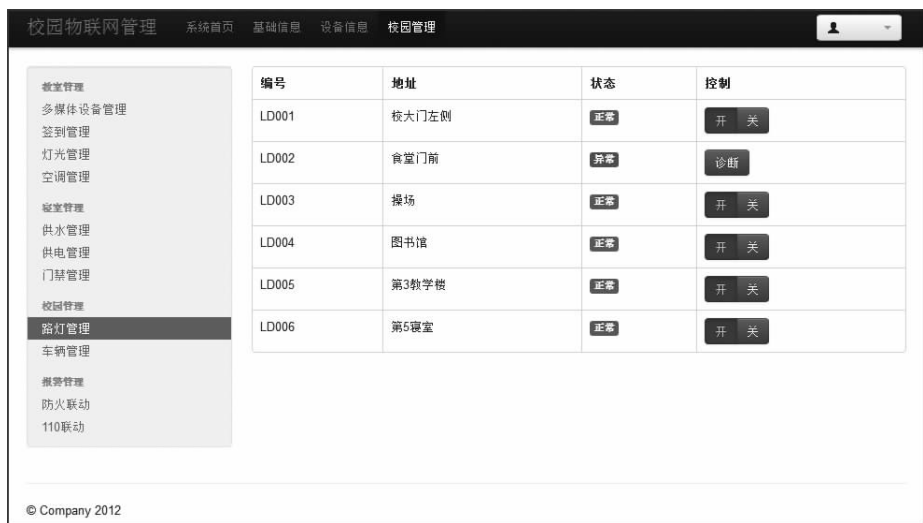 校园物联网管理 系统首页 基础信息 设备信息 校园管理
教室管理
多媒体设备管理
签到管理
灯光管理
空调管理
寝室管理
供水管理
供电管理
门禁管理
校园管理
路灯管理
车辆管理
报警管理
防火联动
110联动
编号 地址 状态 控制
LD001 校大门左侧 正常 开 关
LD002 食堂门前 异常 诊断
LD003 操场 正常 开 关
LD004 图书馆 正常 开 关
LD005 第3教学楼 正常 开 关
LD006 第5寝室 正常 开 关
© Company 2012